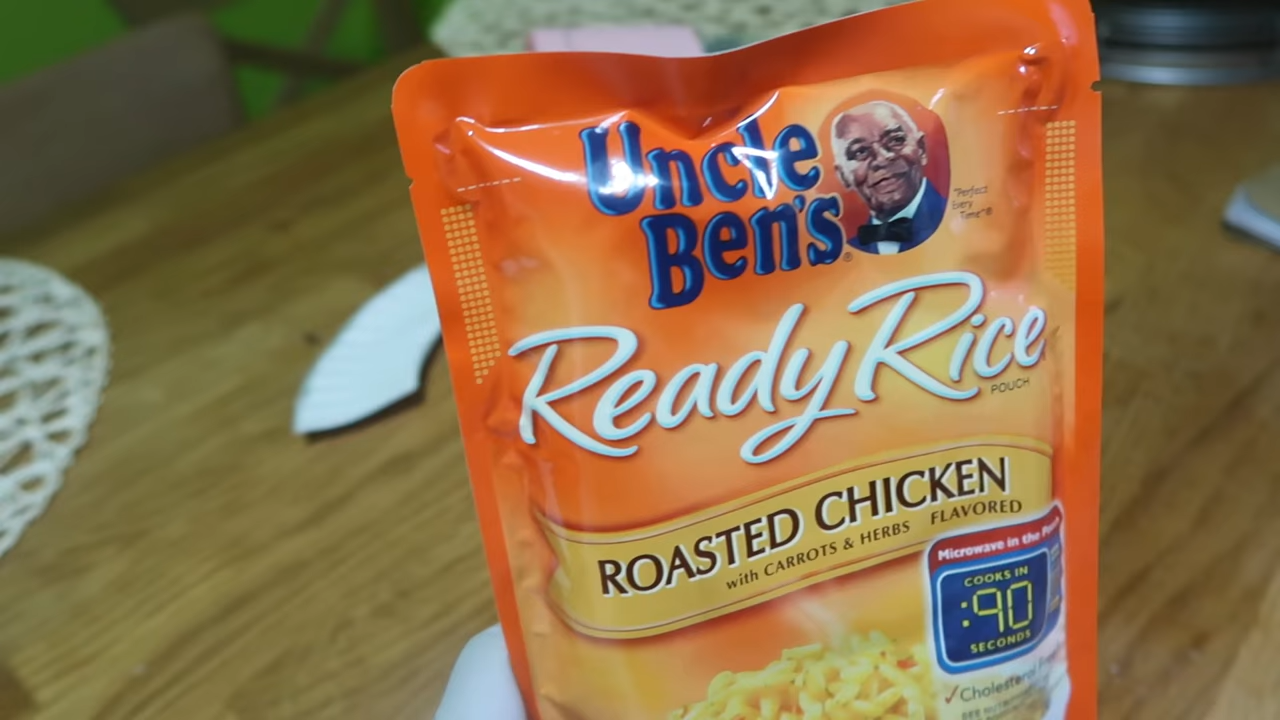 Uncle
Ben's®
"Perfect
Every
Time"®
Ready Rice
POUCH
ROASTED CHICKEN
with CARROTS & HERBS FLAVORED
Microwave in the
COOKS IN
:90
SECONDS
✓Cholesterol
SEE